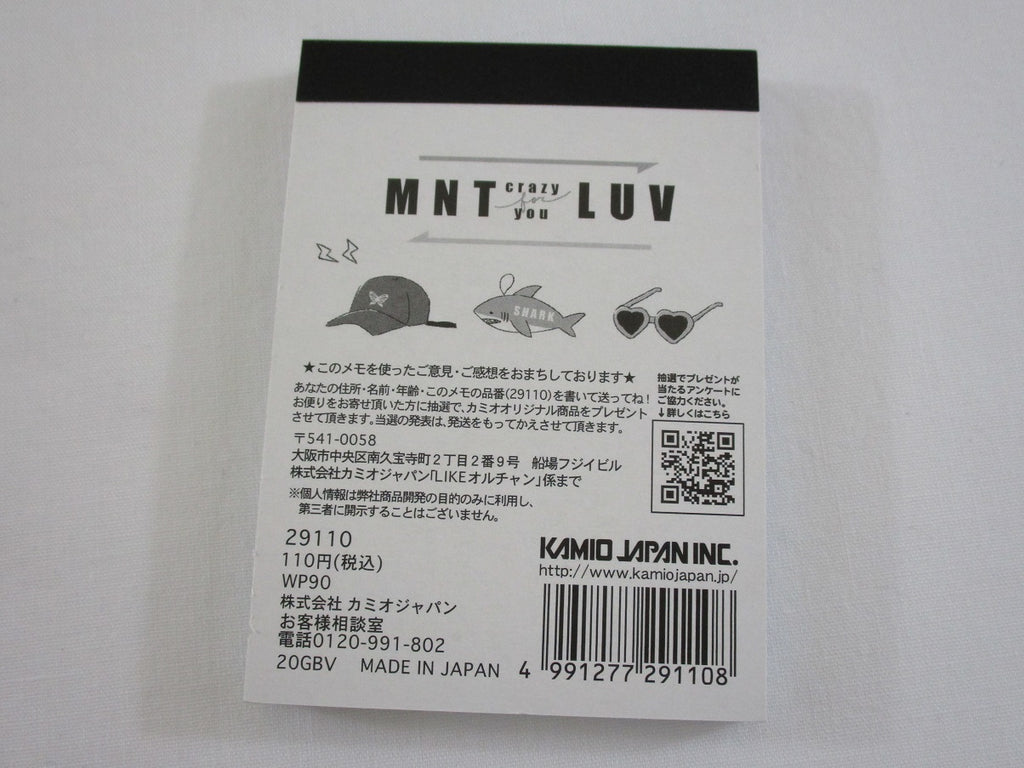 MNT crazy for you LUV
SHARK
★このメモを使ったご意見・ご感想をおまちしております★
あなたの住所・名前・年齢・このメモの品番(29110)を書いて送ってね!
お便りをお寄せ頂いた方に抽選で、カミオオリジナル商品をプレゼント
させて頂きます。当選の発表は、発送をもってかえさせて頂きます。
抽選でプレゼントが
当たるアンケートに
ご協力ください。
↓詳しくはこちら
〒541-0058
大阪市中央区南久宝寺町2丁目2番9号 船場フジイビル
株式会社カミオジャパン「LIKEオルチャン」係まで
※個人情報は弊社商品開発の目的のみに利用し、
第三者に開示することはございません。
29110
110円(税込)
WP90
株式会社 カミオジャパン
お客様相談室
電話0120-991-802
20GBV MADE IN JAPAN
KAMIO JAPAN INC.
http://www.kamiojapan.jp/
4 991277 291108